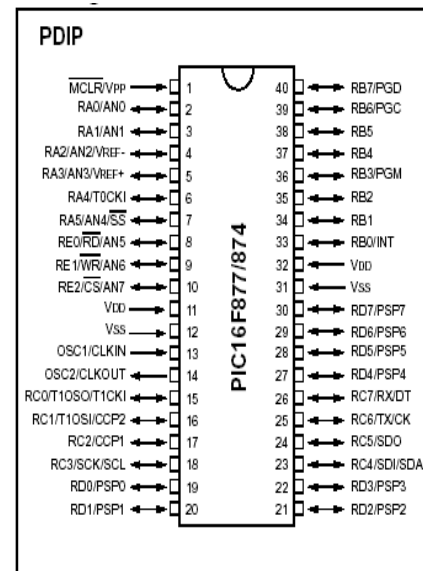 PDIP
MCLR/VPP 1 40 RB7/PGD
RA0/AN0 2 39 RB6/PGC
RA1/AN1 3 38 RB5
RA2/AN2/VREF- 4 37 RB4
RA3/AN3/VREF+ 5 36 RB3/PGM
RA4/T0CKI 6 35 RB2
RA5/AN4/SS 7 34 RB1
RE0/RD/AN5 8 33 RB0/INT
RE1/WR/AN6 9 32 VDD
RE2/CS/AN7 10 31 VSS
VDD 11 30 RD7/PSP7
VSS 12 29 RD6/PSP6
OSC1/CLKIN 13 28 RD5/PSP5
OSC2/CLKOUT 14 27 RD4/PSP4
RC0/T1OSO/T1CKI 15 26 RC7/RX/DT
RC1/T1OSI/CCP2 16 25 RC6/TX/CK
RC2/CCP1 17 24 RC5/SDO
RC3/SCK/SCL 18 23 RC4/SDI/SDA
RD0/PSP0 19 22 RD3/PSP3
RD1/PSP1 20 21 RD2/PSP2
PIC16F877/874